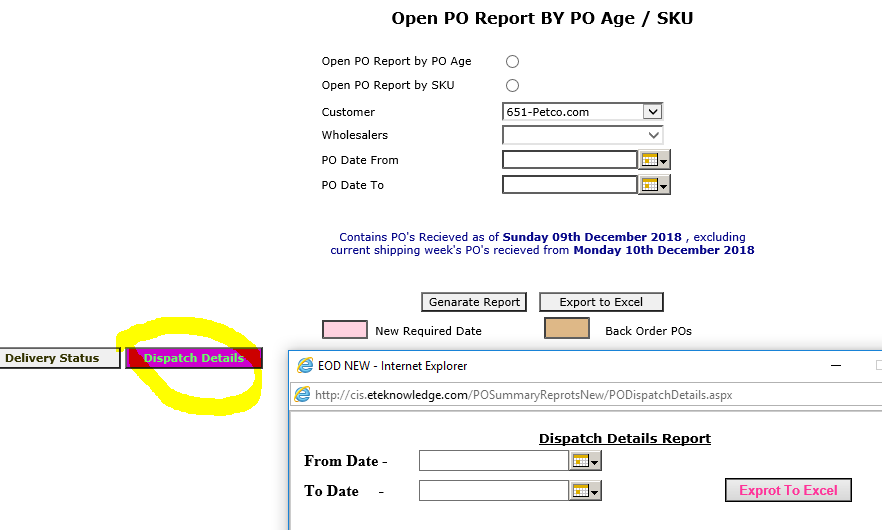 Open PO Report BY PO Age / SKU
Open PO Report by PO Age
Open PO Report by SKU
Customer 651-Petco.com
Wholesalers
PO Date From
PO Date To
Contains PO's Recieved as of Sunday 09th December 2018 , excluding
current shipping week's PO's recieved from Monday 10th December 2018
Genarate Report Export to Excel
New Required Date Back Order POs
Delivery Status Dispatch Details
EOD NEW - Internet Explorer
http://cis.eteknowledge.com/POSummaryReprotsNew/PODispatchDetails.aspx
Dispatch Details Report
From Date -
To Date - Exprot To Excel